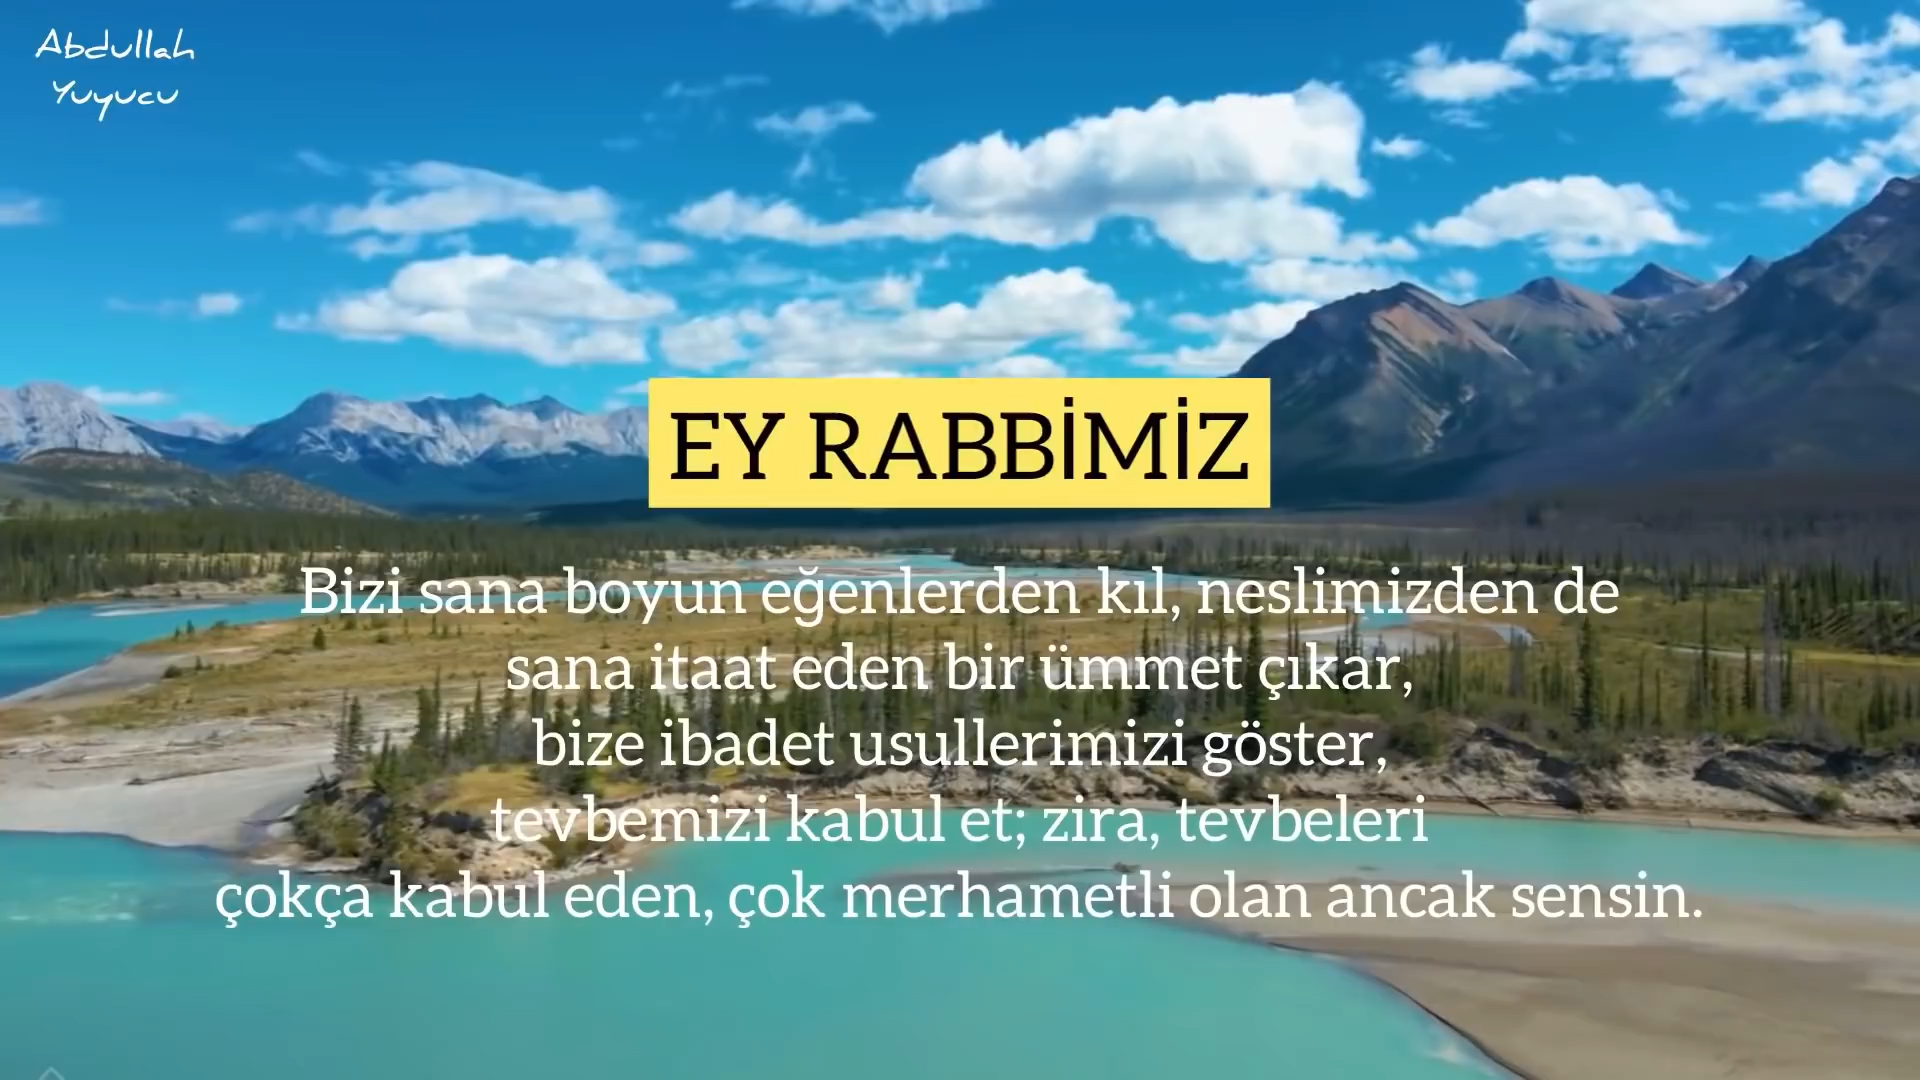 Abdullah
Yuyucu
EY RABBİMİZ
Bizi sana boyun eğenlerden kıl, neslimizden de
sana itaat eden bir ümmet çıkar,
bize ibadet usullerimizi göster,
tevbemizi kabul et; zira, tevbeleri
çokça kabul eden, çok merhametli olan ancak sensin.